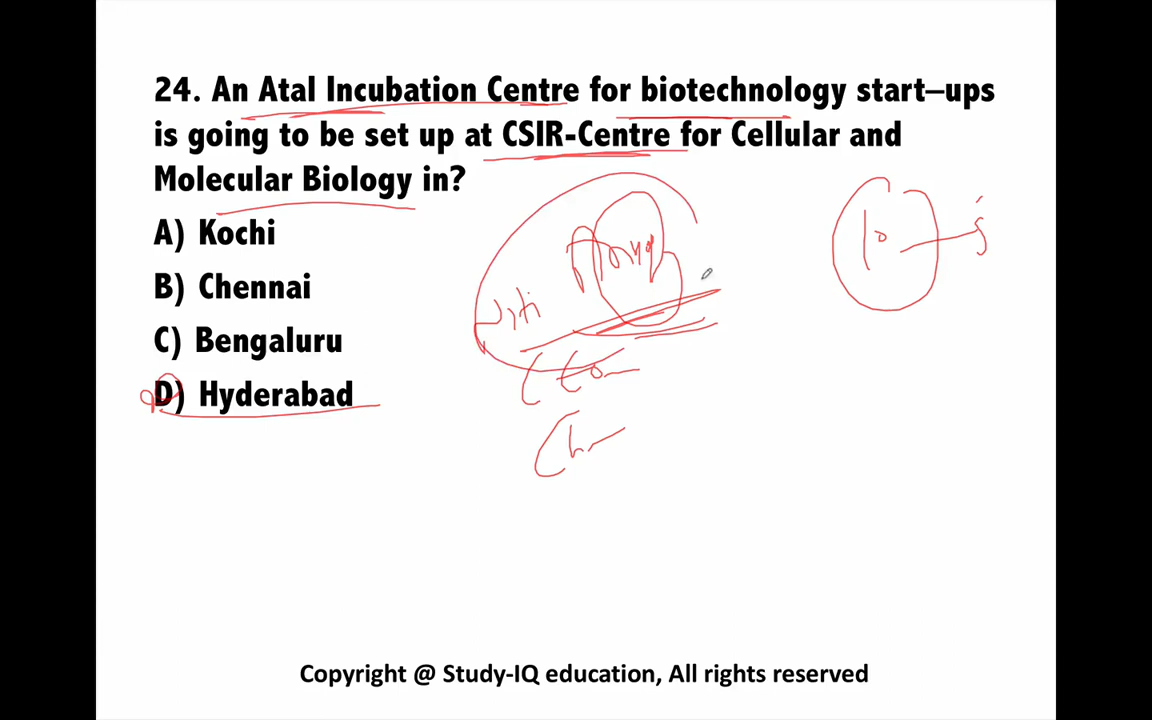 24. An Atal Incubation Centre for biotechnology start–ups
is going to be set up at CSIR-Centre for Cellular and
Molecular Biology in?
A) Kochi
B) Chennai
C) Bengaluru
D) Hyderabad
10
Copyright @ Study-IQ education, All rights reserved